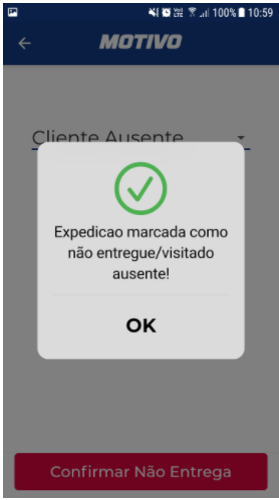 100% 10:59
MOTIVO
Cliente Ausente
Expedicao marcada como
não entregue/visitado
ausente!
OK
Confirmar Não Entrega